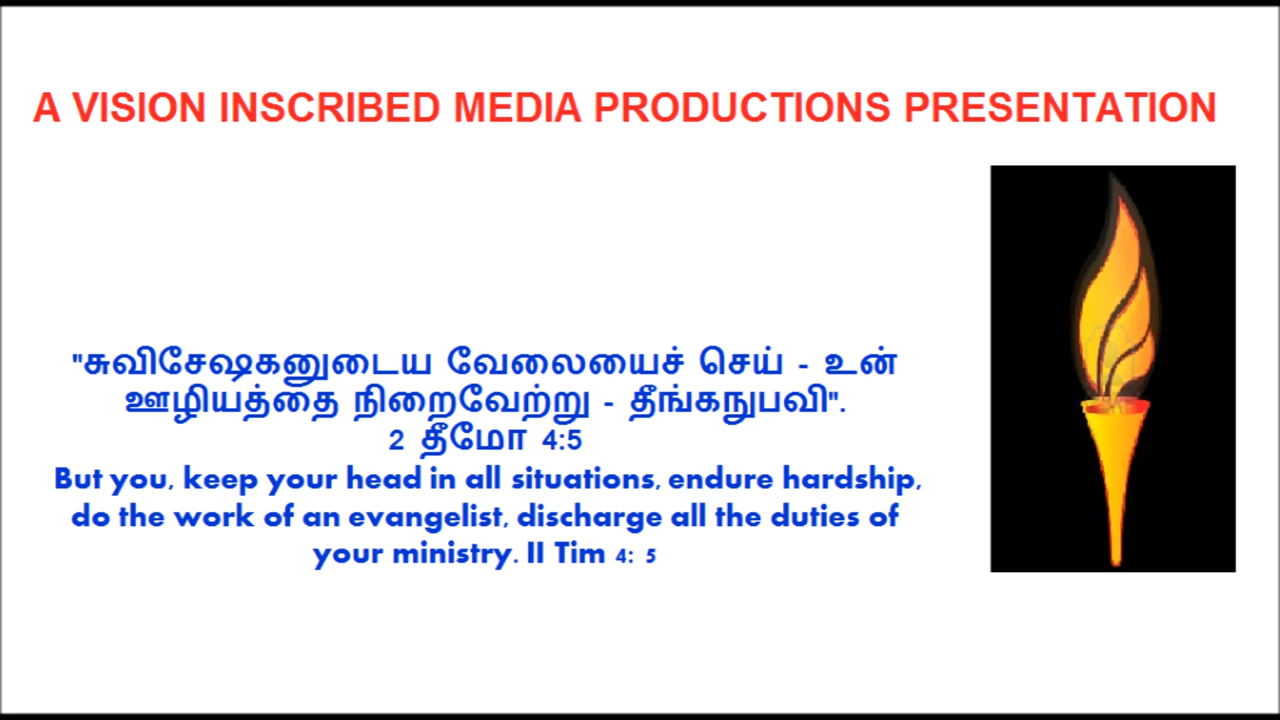 A VISION INSCRIBED MEDIA PRODUCTIONS PRESENTATION
"சுவிசேஷகனுடைய வேலையைச் செய் - உன்
ஊழியத்தை நிறைவேற்று - தீங்கநுபவி".
2 தீமோ 4:5
But you, keep your head in all situations, endure hardship,
do the work of an evangelist, discharge all the duties of
your ministry. II Tim 4: 5